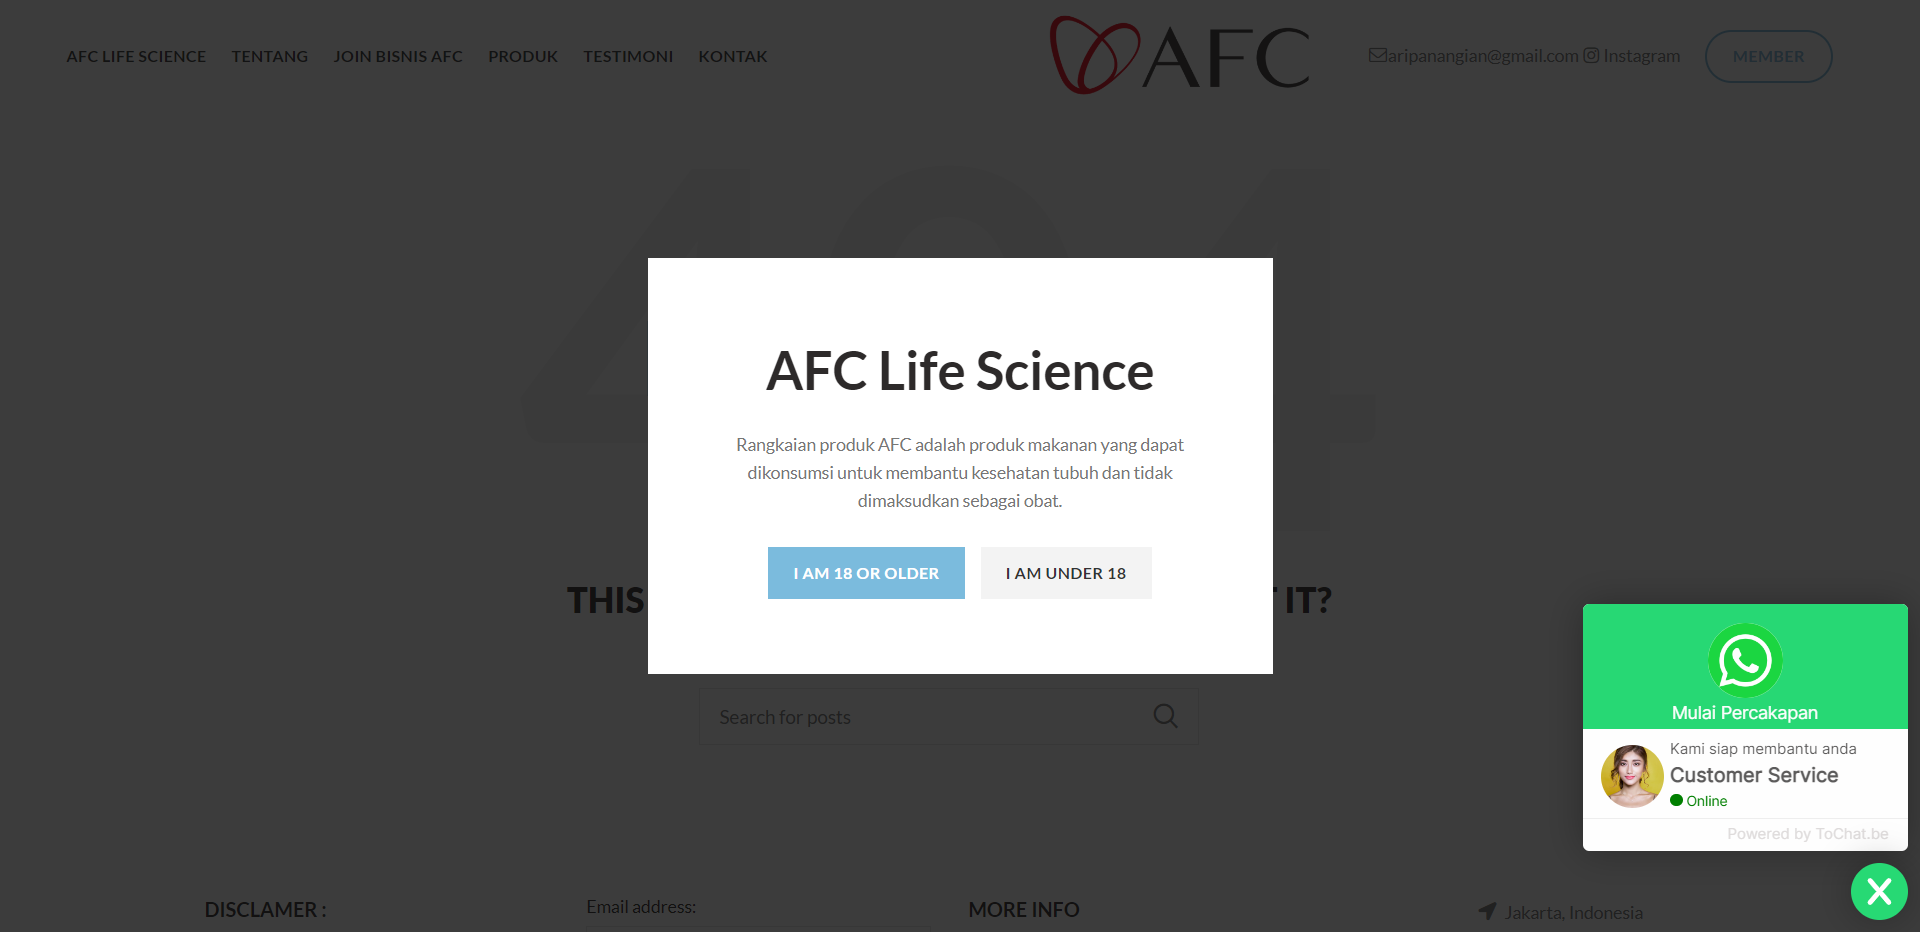 AFC LIFE SCIENCE TENTANG JOIN BISNIS AFC PRODUK TESTIMONI KONTAK
AFC
aripanangian@gmail.com Instagram
MEMBER
404
AFC Life Science
Rangkaian produk AFC adalah produk makanan yang dapat
dikonsumsi untuk membantu kesehatan tubuh dan tidak
dimaksudkan sebagai obat.
I AM 18 OR OLDER I AM UNDER 18
THIS IT?
Search for posts
Mulai Percakapan
Kami siap membantu anda
Customer Service
Online
Powered by ToChat.be
X
DISCLAMER :
Email address:
MORE INFO
Jakarta, Indonesia